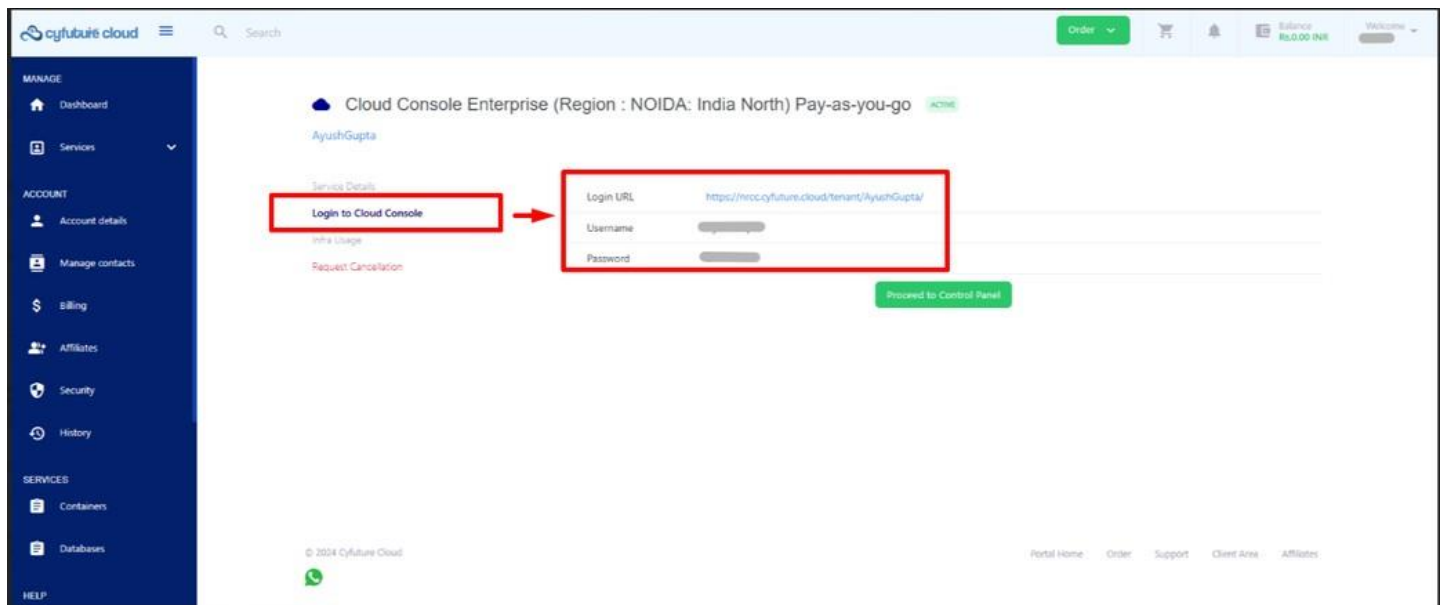 cyfuture cloud
Search
Order
Balance
Rs.0.00 INR
Welcome
MANAGE
Dashboard
Services
ACCOUNT
Account details
Manage contacts
Billing
Affiliates
Security
History
SERVICES
Containers
Databases
HELP
Cloud Console Enterprise (Region : NOIDA: India North) Pay-as-you-go ACTIVE
AyushGupta
Service Details
Login to Cloud Console
Infra Usage
Request Cancellation
Login URL https://nrcc.cyfuture.cloud/tenant/AyushGupta/
Username
Password
Proceed to Control Panel
© 2024 Cyfuture Cloud
Portal Home Order Support Client Area Affiliates